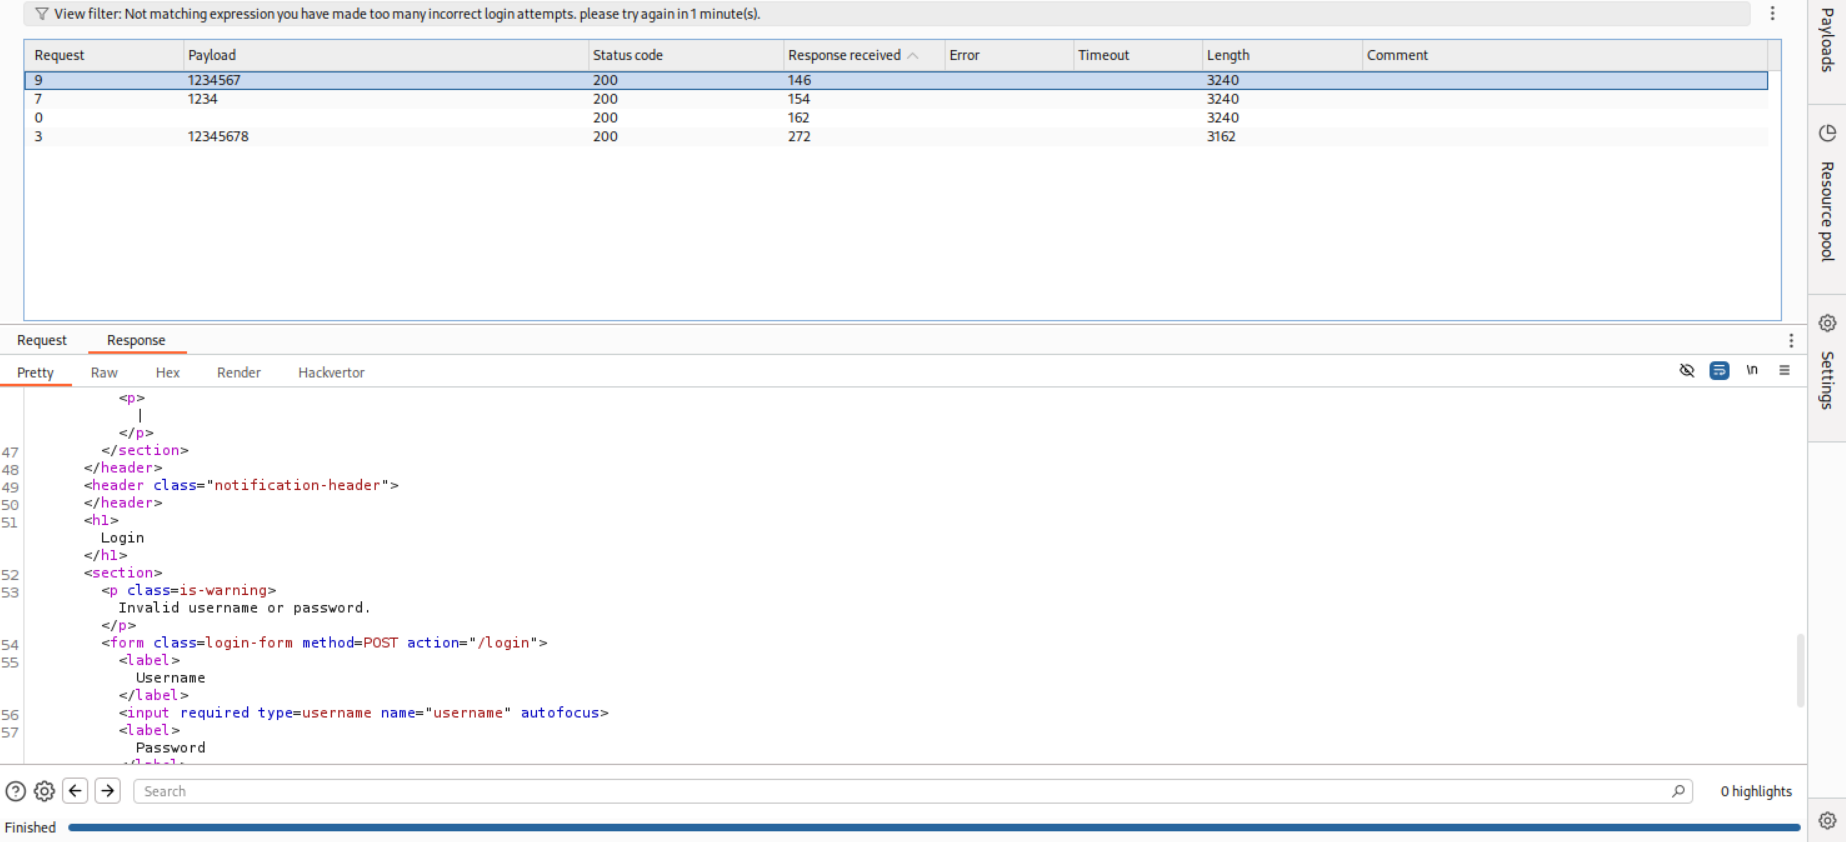 View filter: Not matching expression you have made too many incorrect login attempts. please try again in 1 minute(s).
Request Payload Status code Response received Error Timeout Length Comment
9 1234567 200 146 3240
7 1234 200 154 3240
0 200 162 3240
3 12345678 200 272 3162
Payloads
Resource pool
Settings
Request Response
Pretty Raw Hex Render Hackvertor \n
<p>
|
</p>
47 </section>
48 </header>
49 <header class="notification-header">
50 </header>
51 <h1>
Login
</h1>
52 <section>
53 <p class=is-warning>
Invalid username or password.
</p>
54 <form class=login-form method=POST action="/login">
55 <label>
Username
</label>
56 <input required type=username name="username" autofocus>
57 <label>
Password
</label>
Search 0 highlights
Finished